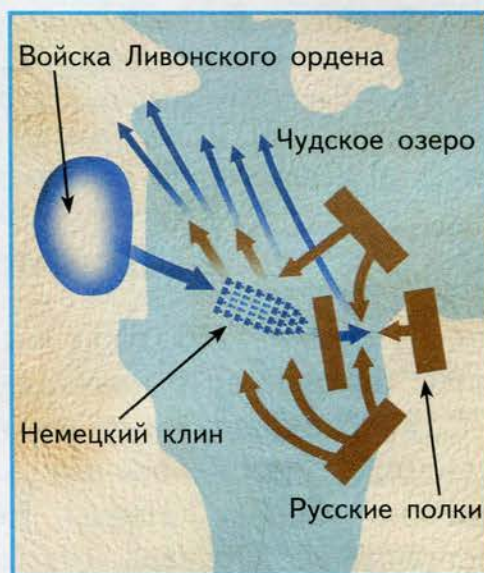 Войска Ливонского ордена
Чудское озеро
Немецкий клин
Русские полки